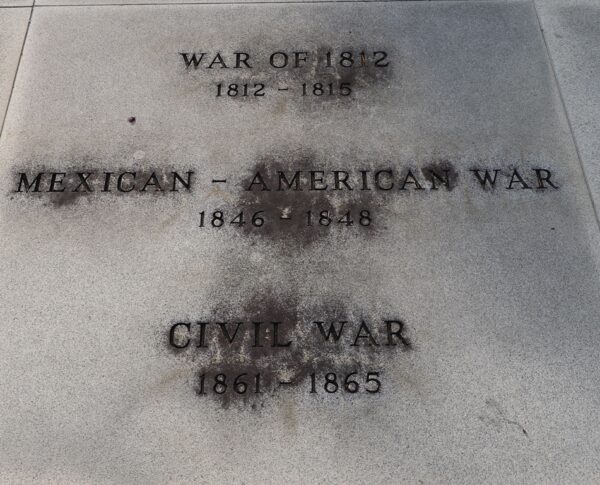 WAR OF 1812
1812 - 1815
MEXICAN - AMERICAN WAR
1846 - 1848
CIVIL WAR
1861 - 1865